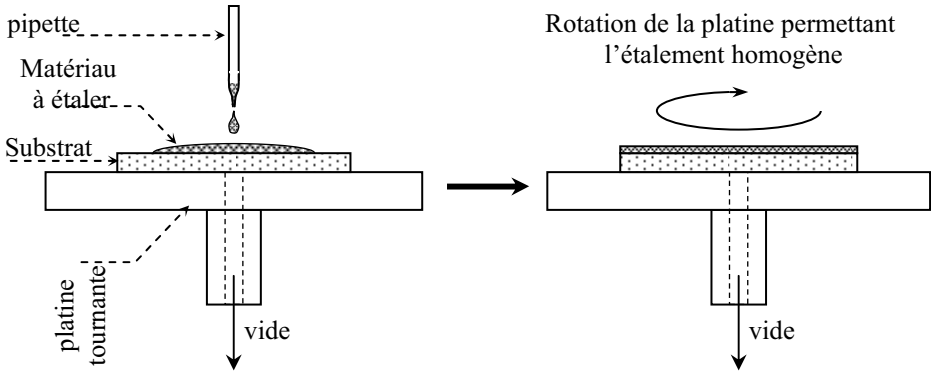 pipette
Matériau
à étaler
Substrat
platine
tournante
vide
Rotation de la platine permettant
l’étalement homogène
vide